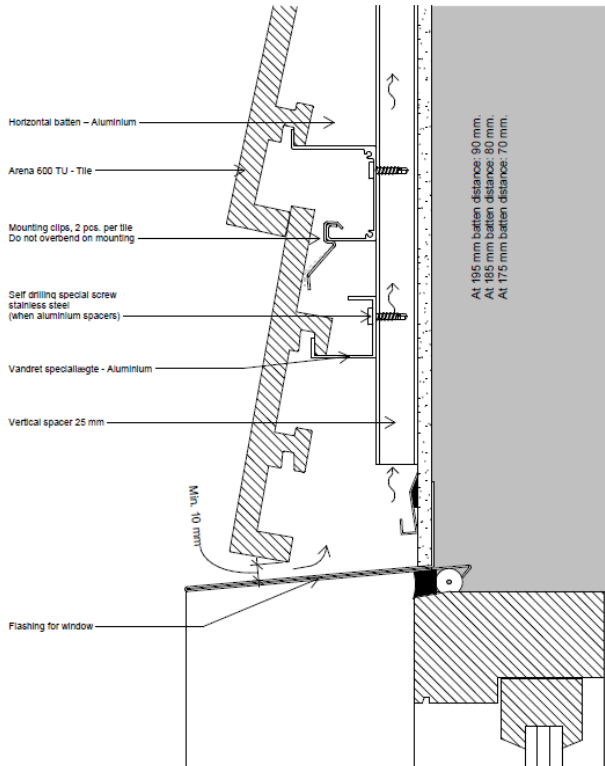 Horizontal batten – Aluminium
Arena 600 TU - Tile
Mounting clips, 2 pcs. per tile
Do not overbend on mounting
Self drilling special screw
stainless steel
(when aluminium spacers)
Vandret speciallægte - Aluminium
Vertical spacer 25 mm
Min. 10 mm
Flashing for window
At 195 mm batten distance: 90 mm.
At 185 mm batten distance: 80 mm.
At 175 mm batten distance: 70 mm.